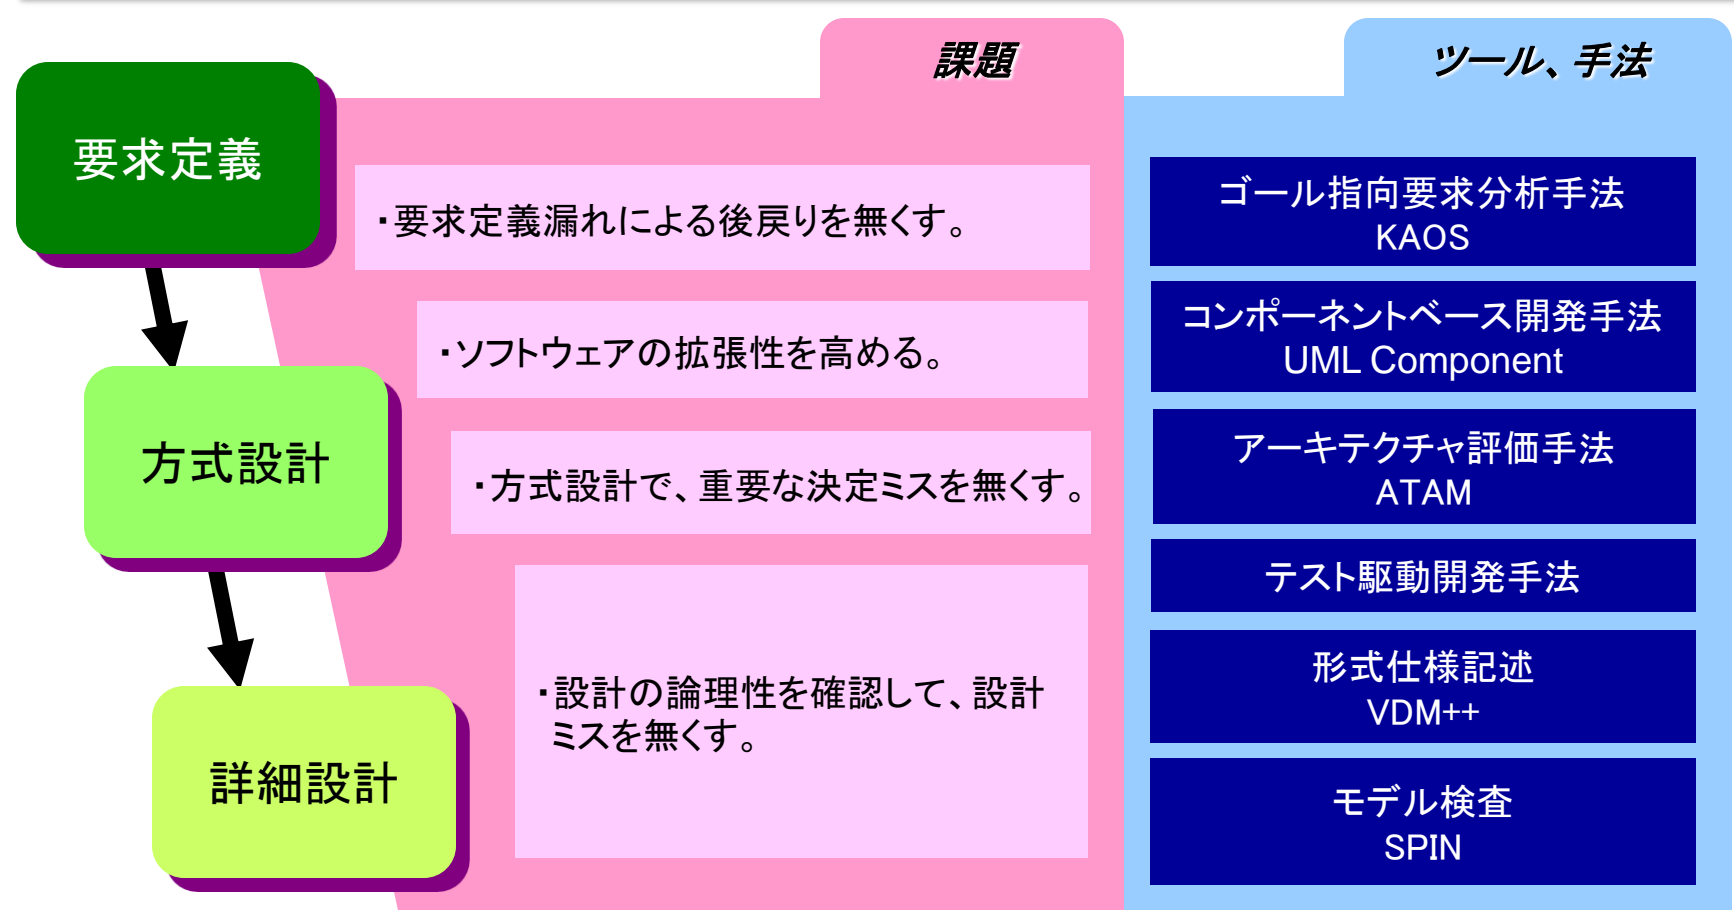 課題
ツール、手法
要求定義
・要求定義漏れによる後戻りを無くす。
ゴール指向要求分析手法
KAOS
・ソフトウェアの拡張性を高める。
コンポーネントベース開発手法
UML Component
方式設計
・方式設計で、重要な決定ミスを無くす。
アーキテクチャ評価手法
ATAM
テスト駆動開発手法
詳細設計
・設計の論理性を確認して、設計
ミスを無くす。
形式仕様記述
VDM++
モデル検査
SPIN